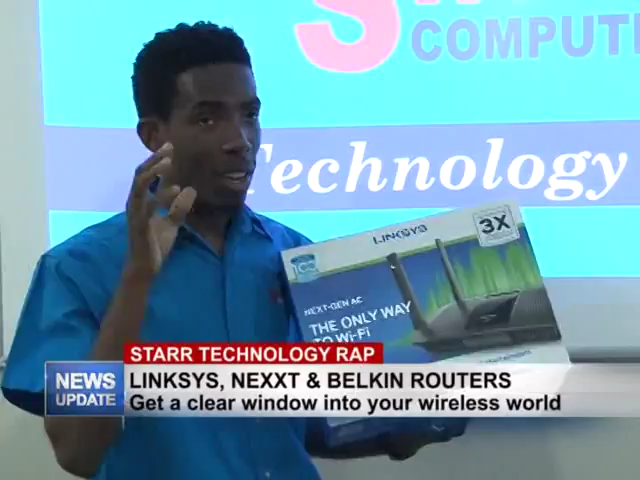 COMPUT
Technology
LINKSYS
3X
NEXT-GEN AC
THE ONLY WAY
TO Wi-Fi
STARR TECHNOLOGY RAP
NEWS
UPDATE
LINKSYS, NEXXT & BELKIN ROUTERS
Get a clear window into your wireless world